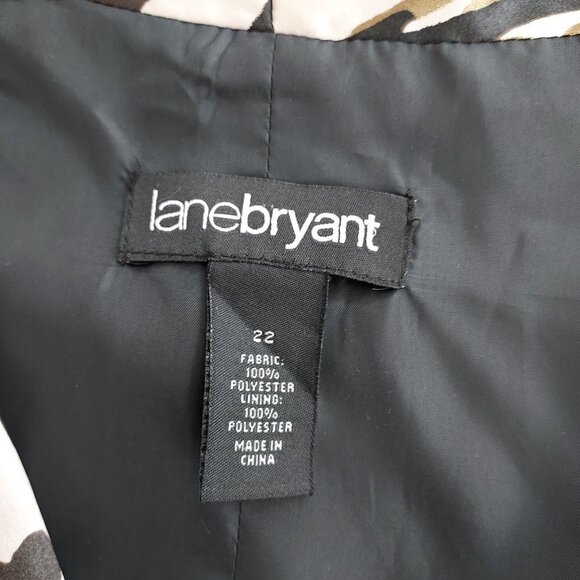 lanebryant
22
FABRIC:
100%
POLYESTER
LINING:
100%
POLYESTER
MADE IN
CHINA